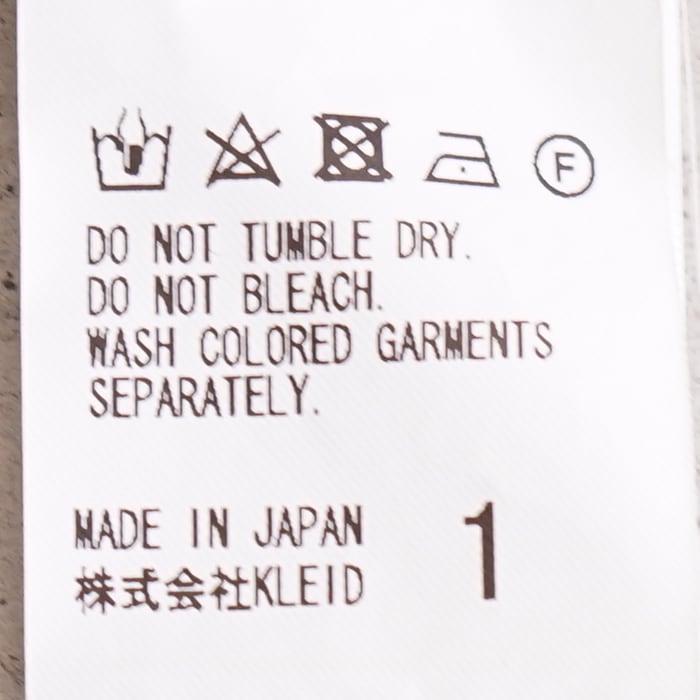 F
DO NOT TUMBLE DRY.
DO NOT BLEACH.
WASH COLORED GARMENTS
SEPARATELY.
MADE IN JAPAN
株式会社KLEID
1